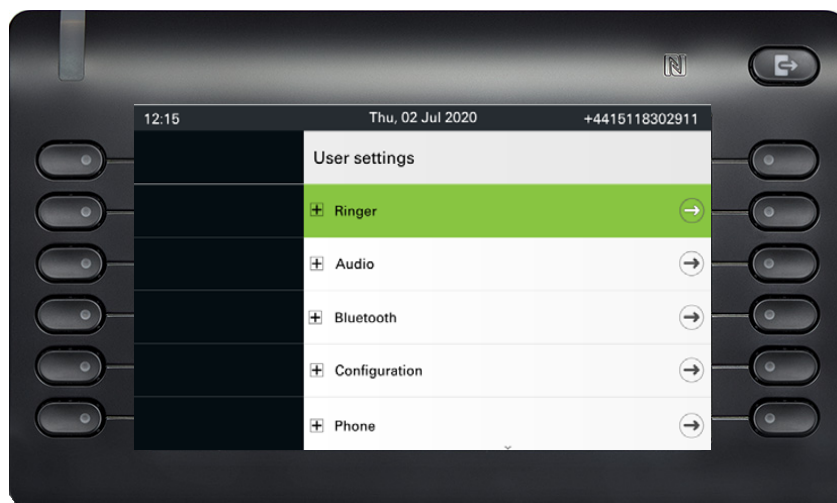 12:15 Thu, 02 Jul 2020 +4415118302911
User settings
Ringer
Audio
Bluetooth
Configuration
Phone